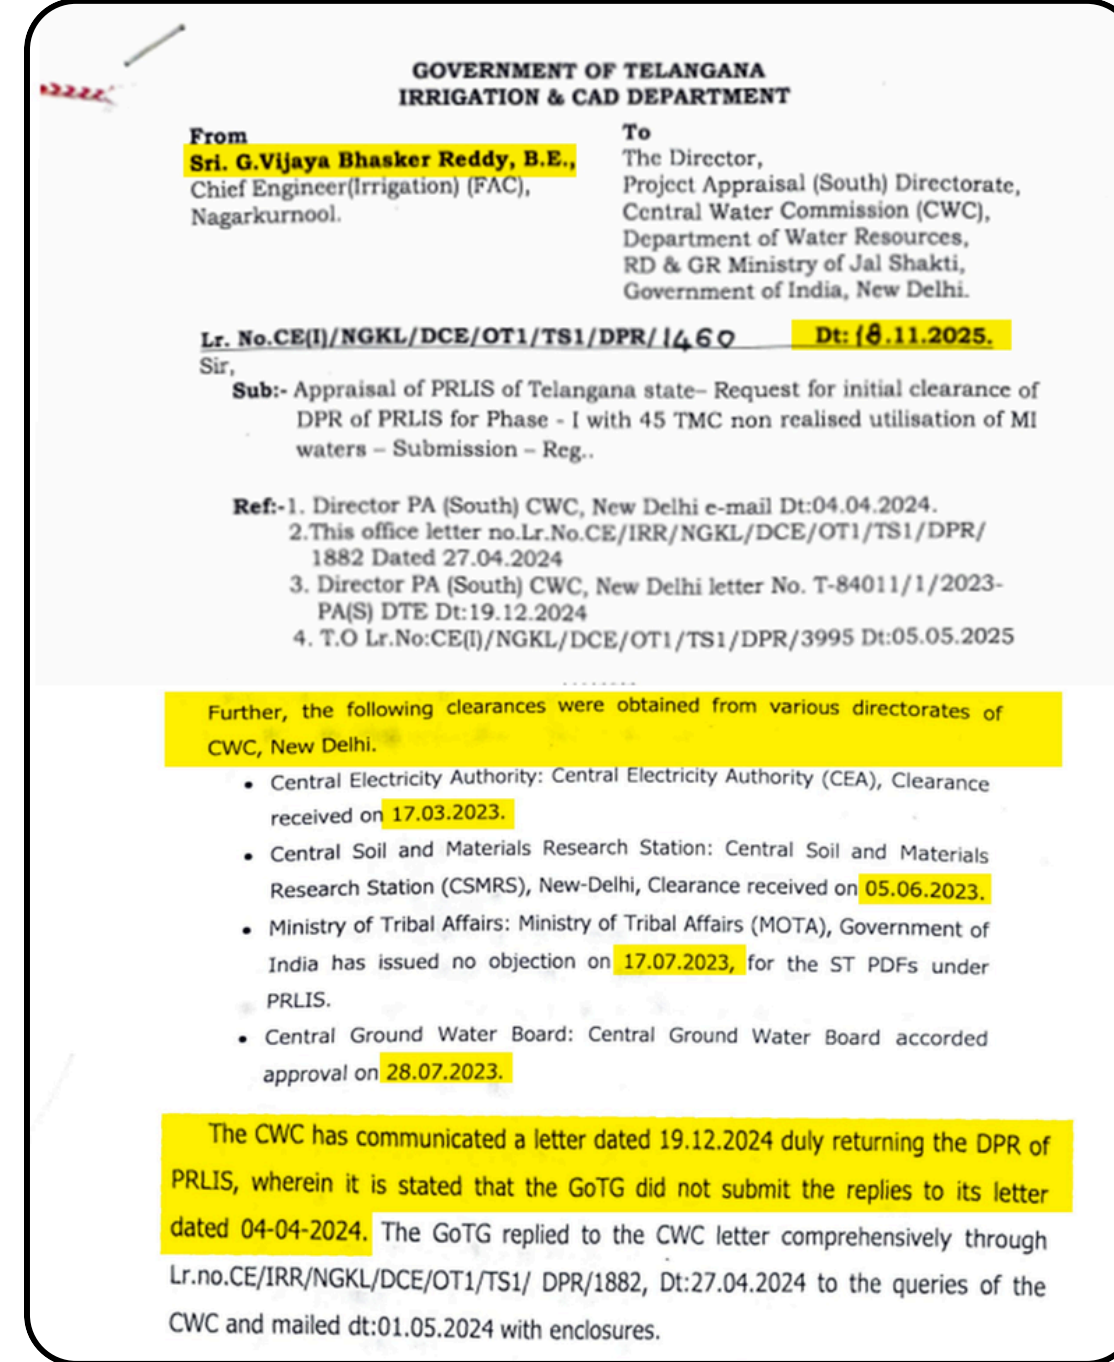 GOVERNMENT OF TELANGANA
IRRIGATION & CAD DEPARTMENT
From
Sri. G.Vijaya Bhasker Reddy, B.E.,
Chief Engineer(Irrigation) (FAC),
Nagarkurnool.
To
The Director,
Project Appraisal (South) Directorate,
Central Water Commission (CWC),
Department of Water Resources,
RD & GR Ministry of Jal Shakti,
Government of India, New Delhi.
Lr. No.CE(I)/NGKL/DCE/OT1/TS1/DPR/1460 Dt: 18.11.2025.
Sir,
Sub:- Appraisal of PRLIS of Telangana state– Request for initial clearance of
DPR of PRLIS for Phase - I with 45 TMC non realised utilisation of MI
waters – Submission – Reg..
Ref:-1. Director PA (South) CWC, New Delhi e-mail Dt:04.04.2024.
2.This office letter no.Lr.No.CE/IRR/NGKL/DCE/OT1/TS1/DPR/
1882 Dated 27.04.2024
3. Director PA (South) CWC, New Delhi letter No. T-84011/1/2023-
PA(S) DTE Dt:19.12.2024
4. T.O Lr.No:CE(I)/NGKL/DCE/OT1/TS1/DPR/3995 Dt:05.05.2025
Further, the following clearances were obtained from various directorates of
CWC, New Delhi.
• Central Electricity Authority: Central Electricity Authority (CEA), Clearance
received on 17.03.2023.
• Central Soil and Materials Research Station: Central Soil and Materials
Research Station (CSMRS), New-Delhi, Clearance received on 05.06.2023.
• Ministry of Tribal Affairs: Ministry of Tribal Affairs (MOTA), Government of
India has issued no objection on 17.07.2023, for the ST PDFs under
PRLIS.
• Central Ground Water Board: Central Ground Water Board accorded
approval on 28.07.2023.
The CWC has communicated a letter dated 19.12.2024 duly returning the DPR of
PRLIS, wherein it is stated that the GoTG did not submit the replies to its letter
dated 04-04-2024. The GoTG replied to the CWC letter comprehensively through
Lr.no.CE/IRR/NGKL/DCE/OT1/TS1/ DPR/1882, Dt:27.04.2024 to the queries of the
CWC and mailed dt:01.05.2024 with enclosures.